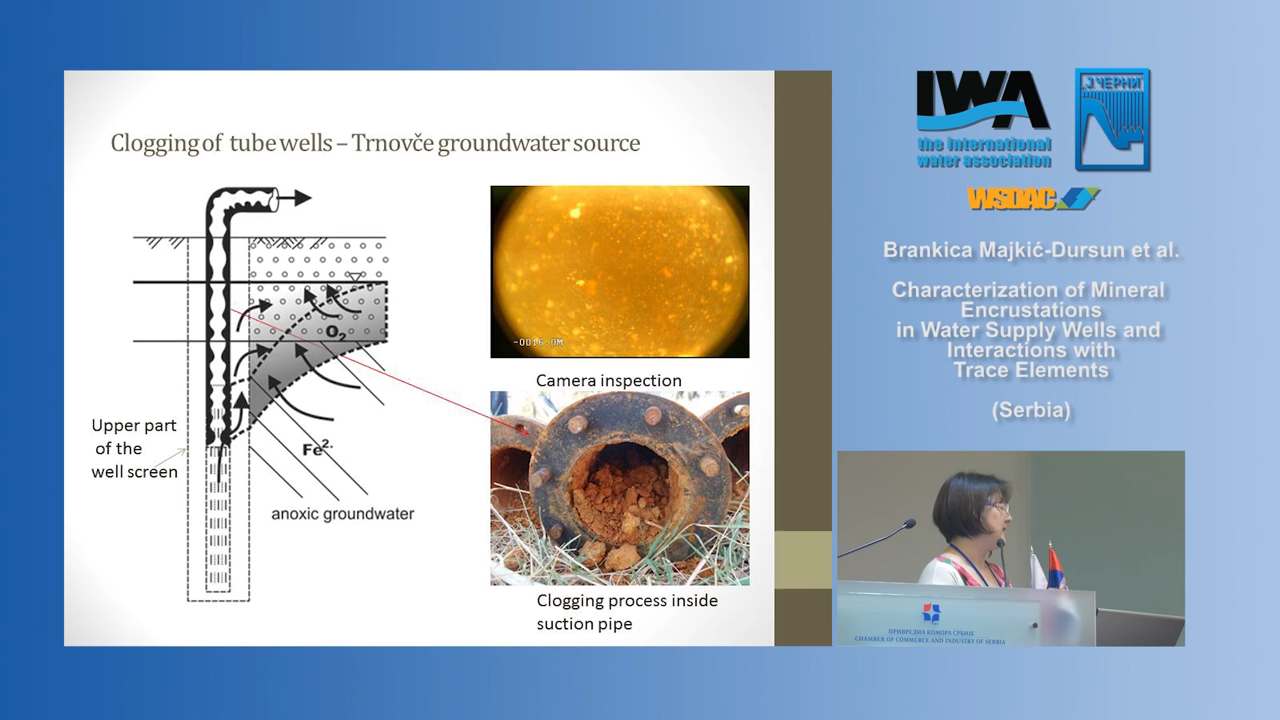 Clogging of tube wells – Trnovče groundwater source
O₂
Fe²·
anoxic groundwater
Upper part
of the
well screen
-0016.0M
Camera inspection
Clogging process inside
suction pipe
IWA
the international
water association
Ј.ЧЕРНИ
WSDAC
Brankica Majkić-Dursun et al.
Characterization of Mineral
Encrustations
in Water Supply Wells and
Interactions with
Trace Elements
(Serbia)
ПРИВРЕДНА КОМОРА СРБИЈЕ
CHAMBER OF COMMERCE AND INDUSTRY OF SERBIA